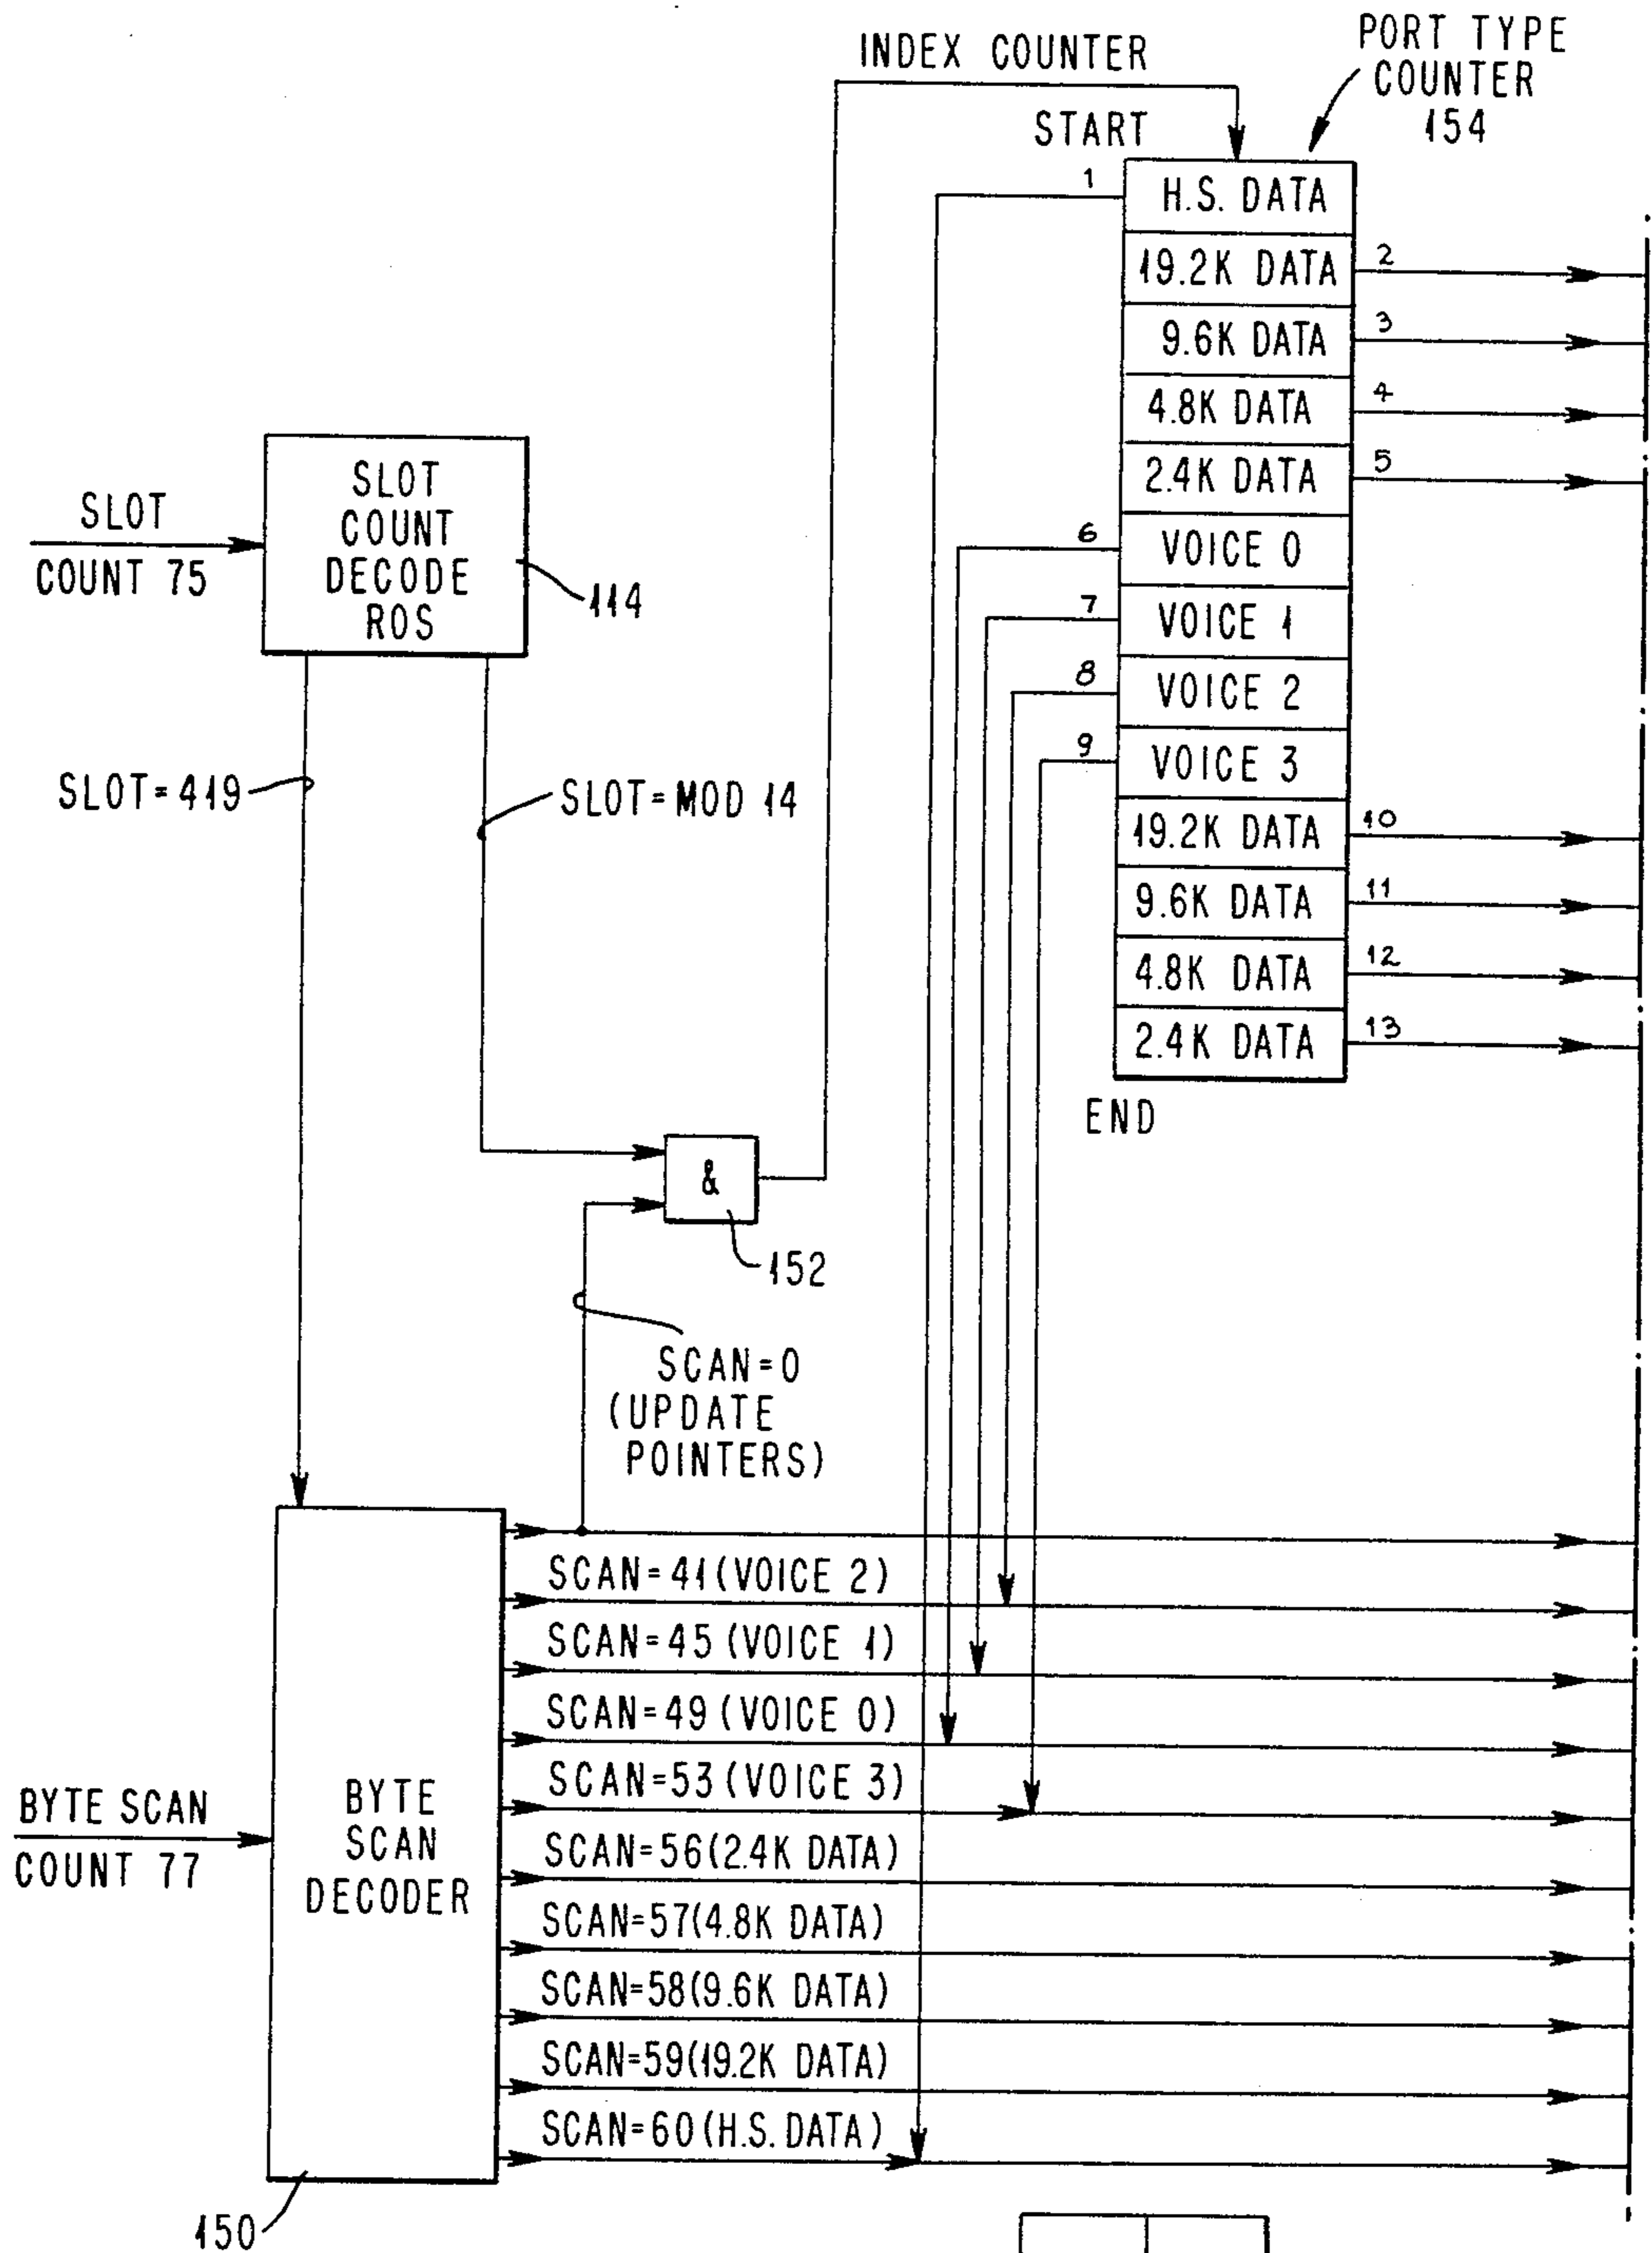 INDEX COUNTER
PORT TYPE
COUNTER
154
START
1
H.S. DATA
19.2K DATA
2
9.6K DATA
3
4.8K DATA
4
2.4K DATA
5
6
VOICE 0
7
VOICE 1
8
VOICE 2
9
VOICE 3
19.2K DATA
10
9.6K DATA
11
4.8K DATA
12
2.4K DATA
13
END
SLOT
COUNT 75
SLOT
COUNT
DECODE
ROS
114
SLOT=419
SLOT=MOD 14
&
152
SCAN=0
(UPDATE
POINTERS)
SCAN=41 (VOICE 2)
SCAN=45 (VOICE 1)
SCAN=49 (VOICE 0)
SCAN=53 (VOICE 3)
SCAN=56 (2.4K DATA)
SCAN=57 (4.8K DATA)
SCAN=58 (9.6K DATA)
SCAN=59 (19.2K DATA)
SCAN=60 (H.S. DATA)
BYTE SCAN
COUNT 77
BYTE
SCAN
DECODER
150